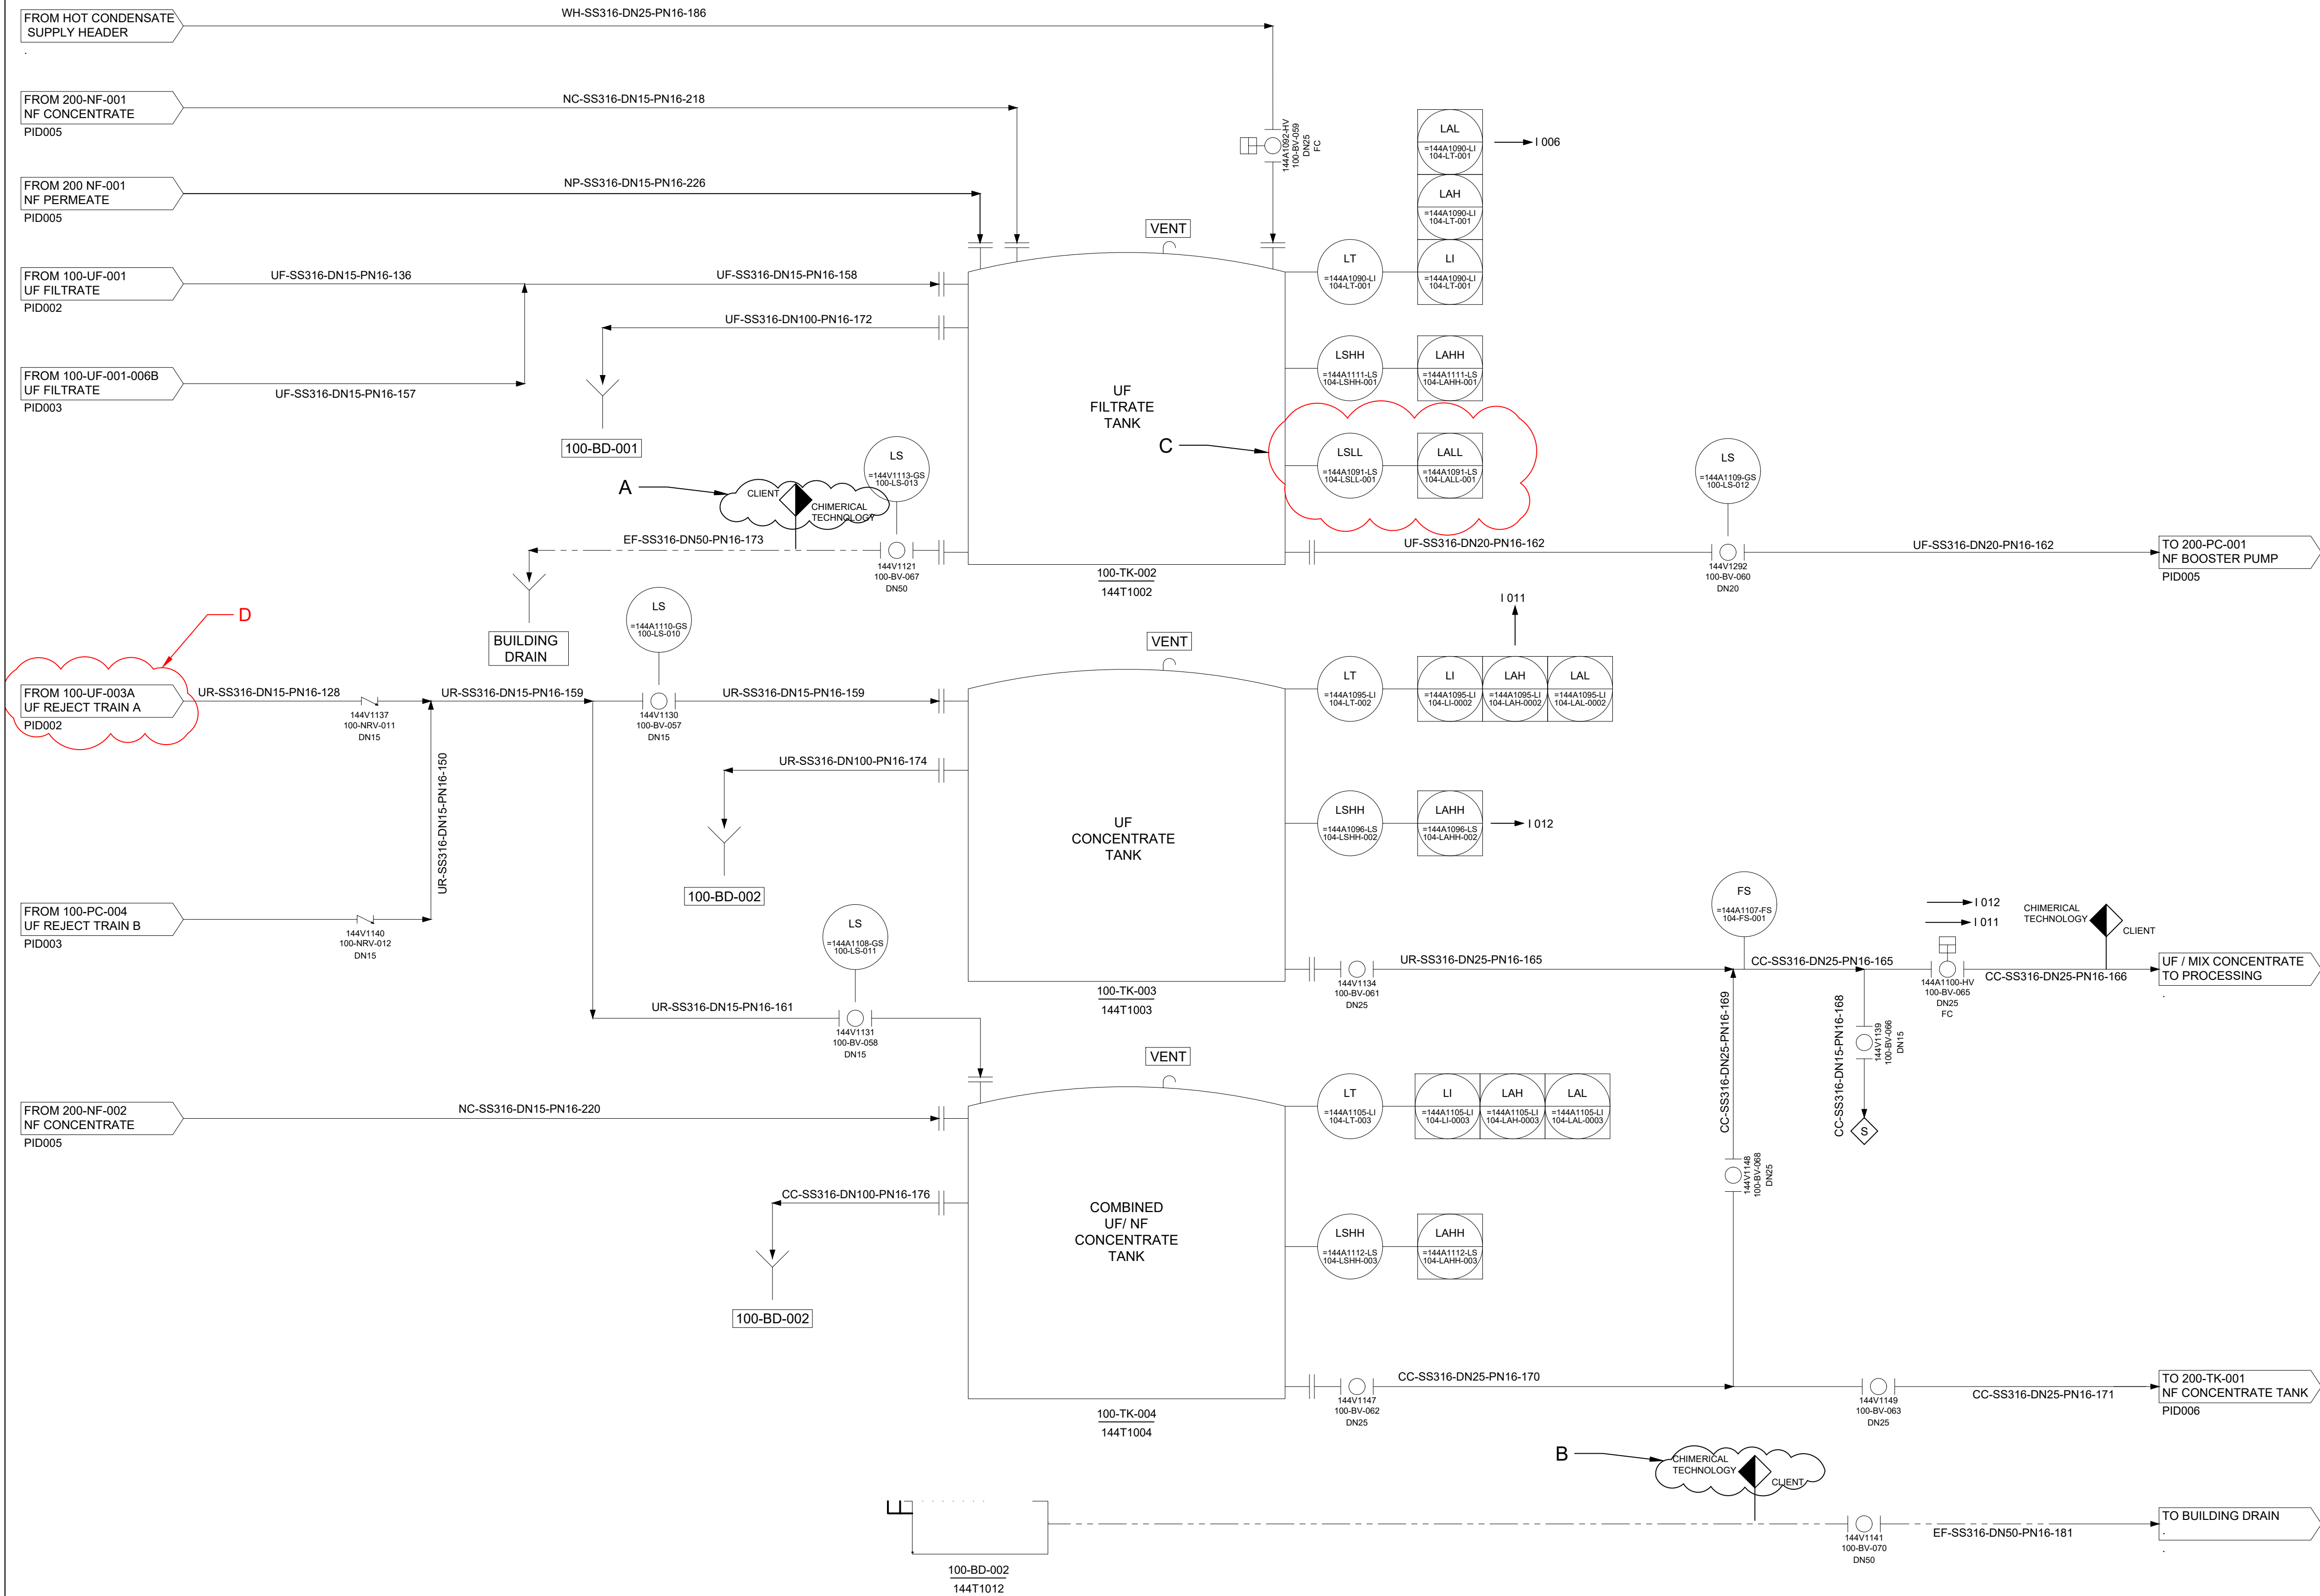 FROM HOT CONDENSATE
SUPPLY HEADER
.
WH-SS316-DN25-PN16-186
FROM 200-NF-001
NF CONCENTRATE
PID005
NC-SS316-DN15-PN16-218
144A1092-HV
100-BV-059
DN25
FC
FROM 200 NF-001
NF PERMEATE
PID005
NP-SS316-DN15-PN16-226
LAL
=144A1090-LI
104-LT-001
I 006
LAH
=144A1090-LI
104-LT-001
VENT
LT
=144A1090-LI
104-LT-001
LI
=144A1090-LI
104-LT-001
FROM 100-UF-001
UF FILTRATE
PID002
UF-SS316-DN15-PN16-136
UF-SS316-DN15-PN16-158
UF-SS316-DN100-PN16-172
FROM 100-UF-001-006B
UF FILTRATE
PID003
UF-SS316-DN15-PN16-157
100-BD-001
UF
FILTRATE
TANK
LSHH
=144A1111-LS
104-LSHH-001
LAHH
=144A1111-LS
104-LAHH-001
C
LSLL
=144A1091-LS
104-LSLL-001
LALL
=144A1091-LS
104-LALL-001
A
CLIENT
CHIMERICAL
TECHNOLOGY
LS
=144V1113-GS
100-LS-013
EF-SS316-DN50-PN16-173
144V1121
100-BV-067
DN50
BUILDING
DRAIN
100-TK-002
144T1002
UF-SS316-DN20-PN16-162
LS
=144A1109-GS
100-LS-012
144V1292
100-BV-060
DN20
UF-SS316-DN20-PN16-162
TO 200-PC-001
NF BOOSTER PUMP
PID005
D
FROM 100-UF-003A
UF REJECT TRAIN A
PID002
UR-SS316-DN15-PN16-128
144V1137
100-NRV-011
DN15
UR-SS316-DN15-PN16-159
LS
=144A1110-GS
100-LS-010
144V1130
100-BV-057
DN15
UR-SS316-DN15-PN16-159
UR-SS316-DN15-PN16-150
UR-SS316-DN100-PN16-174
100-BD-002
VENT
UF
CONCENTRATE
TANK
100-TK-003
144T1003
I 011
LT
=144A1095-LI
104-LT-002
LI
=144A1095-LI
104-LI-0002
LAH
=144A1095-LI
104-LAH-0002
LAL
=144A1095-LI
104-LAL-0002
LSHH
=144A1096-LS
104-LSHH-002
LAHH
=144A1096-LS
104-LAHH-002
I 012
FROM 100-PC-004
UF REJECT TRAIN B
PID003
144V1140
100-NRV-012
DN15
LS
=144A1108-GS
100-LS-011
UR-SS316-DN15-PN16-161
144V1131
100-BV-058
DN15
144V1134
100-BV-061
DN25
UR-SS316-DN25-PN16-165
FS
=144A1107-FS
104-FS-001
CC-SS316-DN25-PN16-165
I 012
I 011
144A1100-HV
100-BV-065
DN25
FC
CHIMERICAL
TECHNOLOGY
CLIENT
CC-SS316-DN25-PN16-166
UF / MIX CONCENTRATE
TO PROCESSING
.
CC-SS316-DN25-PN16-169
CC-SS316-DN15-PN16-168
144V1139
100-BV-066
DN15
S
144V1148
100-BV-068
DN25
FROM 200-NF-002
NF CONCENTRATE
PID005
NC-SS316-DN15-PN16-220
CC-SS316-DN100-PN16-176
100-BD-002
VENT
COMBINED
UF/ NF
CONCENTRATE
TANK
100-TK-004
144T1004
LT
=144A1105-LI
104-LT-003
LI
=144A1105-LI
104-LI-0003
LAH
=144A1105-LI
104-LAH-0003
LAL
=144A1105-LI
104-LAL-0003
LSHH
=144A1112-LS
104-LSHH-003
LAHH
=144A1112-LS
104-LAHH-003
144V1147
100-BV-062
DN25
CC-SS316-DN25-PN16-170
144V1149
100-BV-063
DN25
CC-SS316-DN25-PN16-171
TO 200-TK-001
NF CONCENTRATE TANK
PID006
B
CHIMERICAL
TECHNOLOGY
CLIENT
144V1141
100-BV-070
DN50
EF-SS316-DN50-PN16-181
TO BUILDING DRAIN
.
.
100-BD-002
144T1012